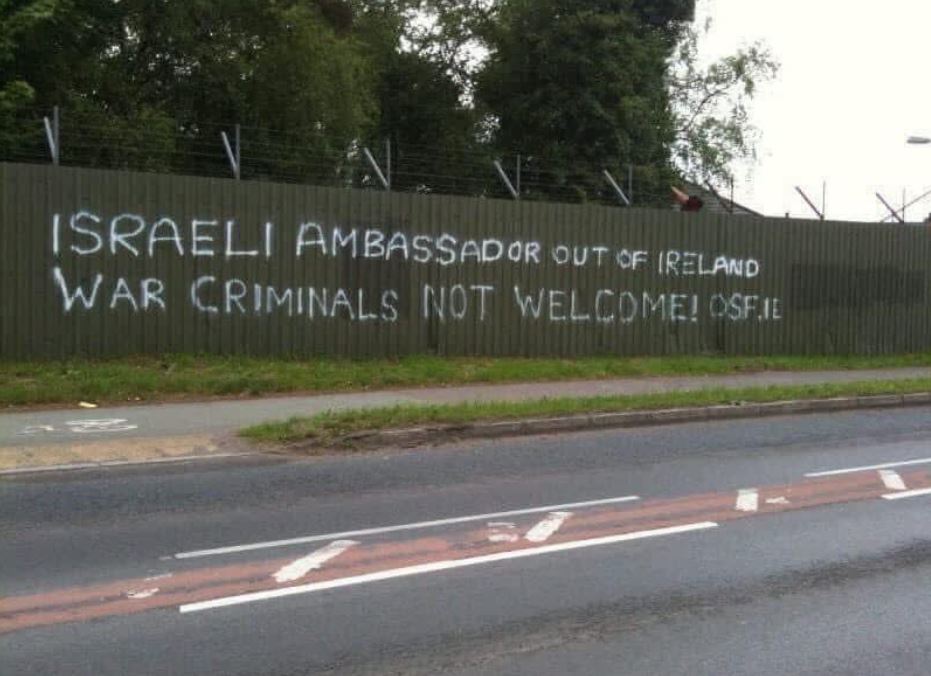 ISRAELI AMBASSADOR OUT OF IRELAND
WAR CRIMINALS NOT WELCOME! OSF.IE